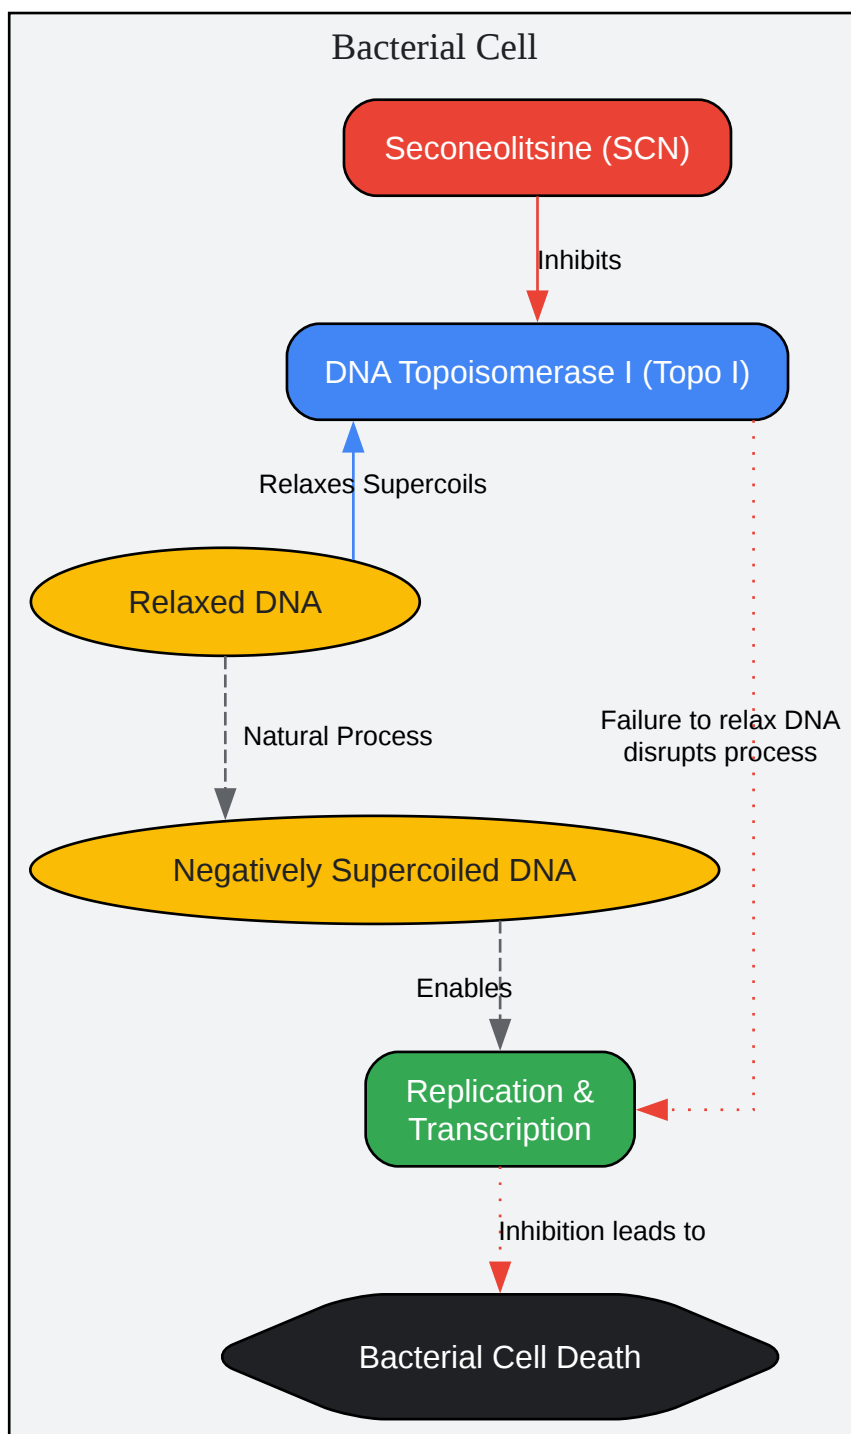 Bacterial Cell
Seconeolitsine (SCN)
Inhibits
DNA Topoisomerase I (Topo I)
Relaxes Supercoils
Relaxed DNA
Failure to relax DNA
disrupts process
Natural Process
Negatively Supercoiled DNA
Enables
Replication &
Transcription
Inhibition leads to
Bacterial Cell Death